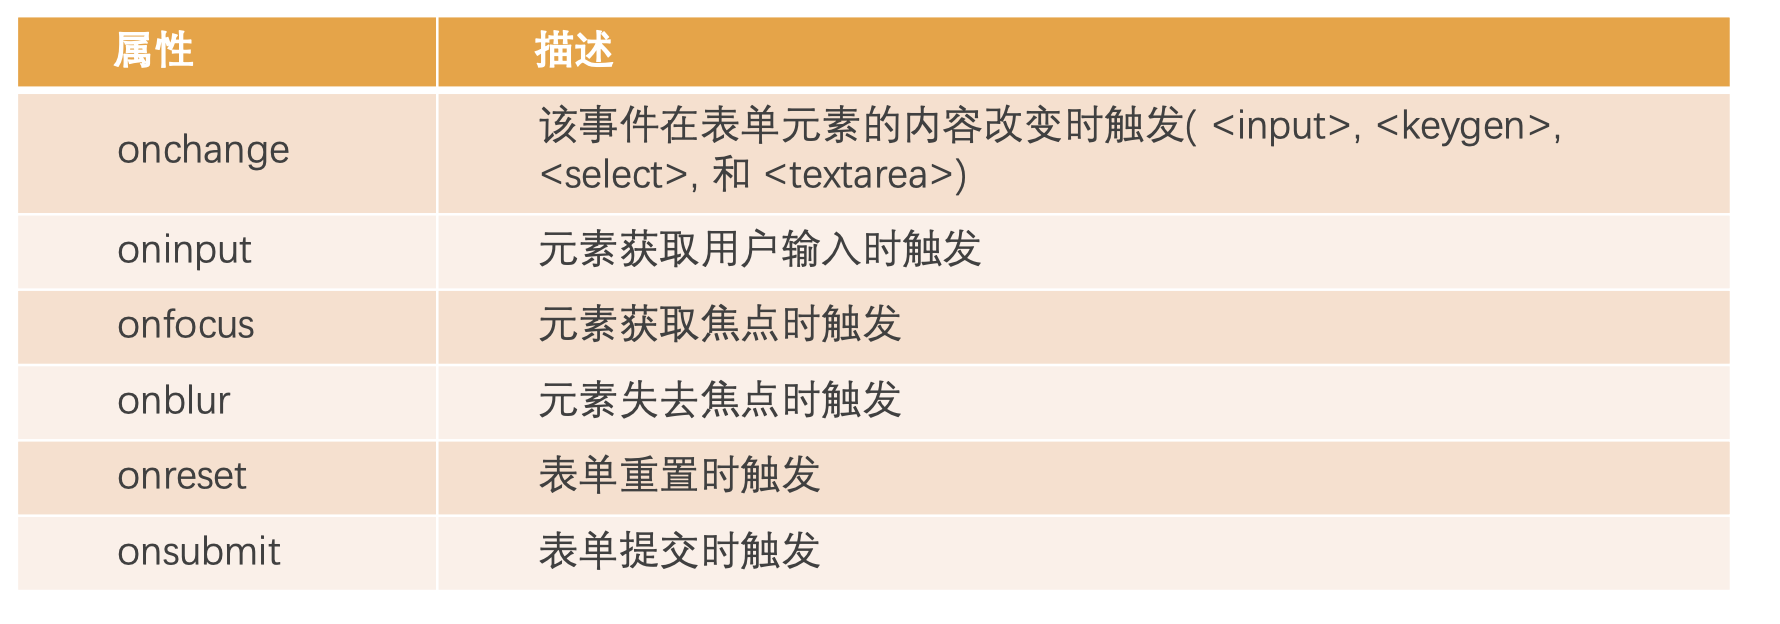 属性 描述
onchange 该事件在表单元素的内容改变时触发( <input>, <keygen>,
<select>, 和 <textarea>)
oninput 元素获取用户输入时触发
onfocus 元素获取焦点时触发
onblur 元素失去焦点时触发
onreset 表单重置时触发
onsubmit 表单提交时触发